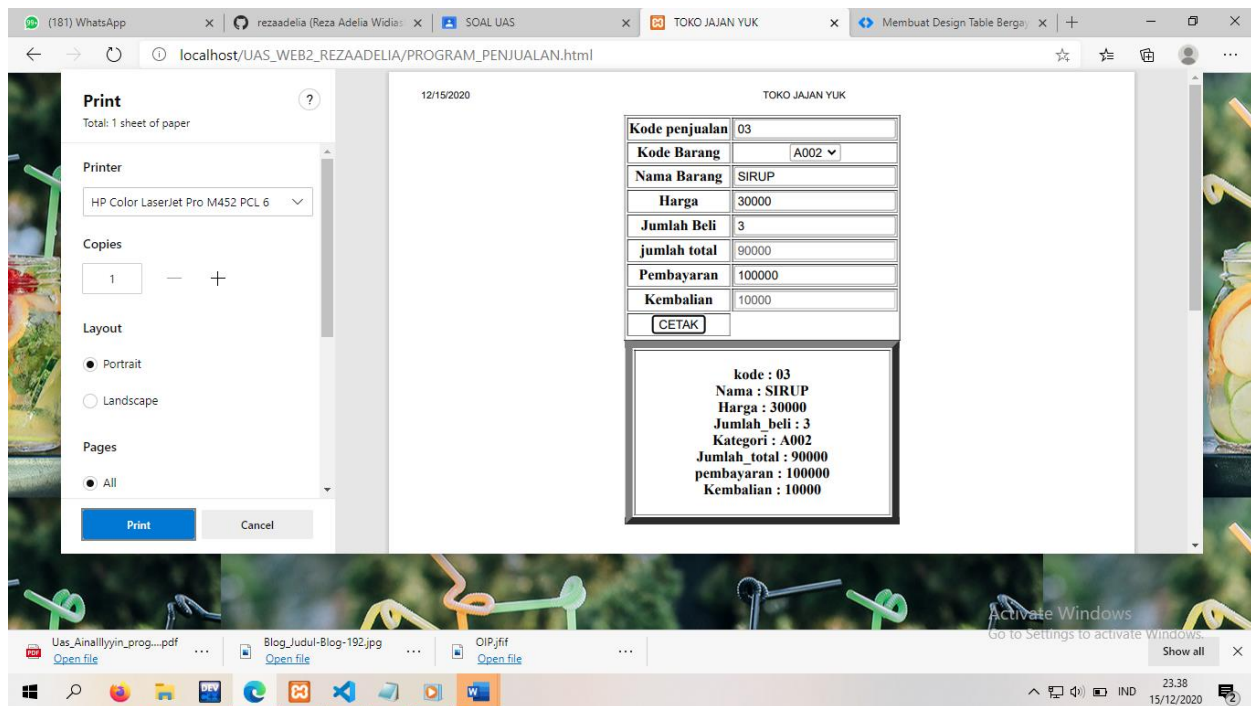 99+ (181) WhatsApp
rezaadelia (Reza Adelia Widias
SOAL UAS
TOKO JAJAN YUK
Membuat Design Table Bergay
localhost/UAS_WEB2_REZAADELIA/PROGRAM_PENJUALAN.html
Print ?
Total: 1 sheet of paper
Printer
HP Color LaserJet Pro M452 PCL 6
Copies
1
Layout
Portrait
Landscape
Pages
All
Print Cancel
12/15/2020 TOKO JAJAN YUK
Kode penjualan 03
Kode Barang A002
Nama Barang SIRUP
Harga 30000
Jumlah Beli 3
jumlah total 90000
Pembayaran 100000
Kembalian 10000
CETAK
kode : 03
Nama : SIRUP
Harga : 30000
Jumlah_beli : 3
Kategori : A002
Jumlah_total : 90000
pembayaran : 100000
Kembalian : 10000
Activate Windows
Go to Settings to activate Windows.
PDF Uas_Ainalllyyin_prog....pdf
Open file
Blog_Judul-Blog-192.jpg
Open file
OIP.jfif
Open file
Show all
DEV
W
IND
23.38
15/12/2020
2